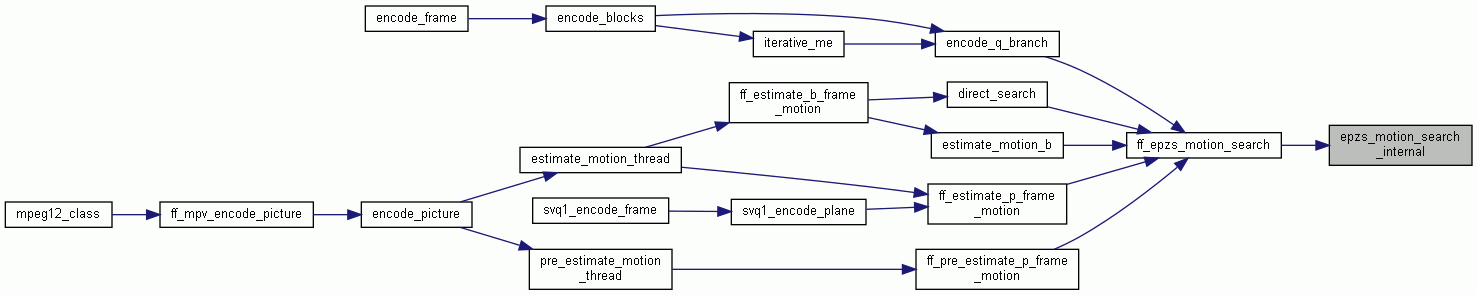 encode_frame
encode_blocks
iterative_me
encode_q_branch
ff_estimate_b_frame
_motion
direct_search
epzs_motion_search
_internal
estimate_motion_b
ff_epzs_motion_search
estimate_motion_thread
ff_estimate_p_frame
_motion
mpeg12_class
ff_mpv_encode_picture
encode_picture
svq1_encode_frame
svq1_encode_plane
pre_estimate_motion
_thread
ff_pre_estimate_p_frame
_motion